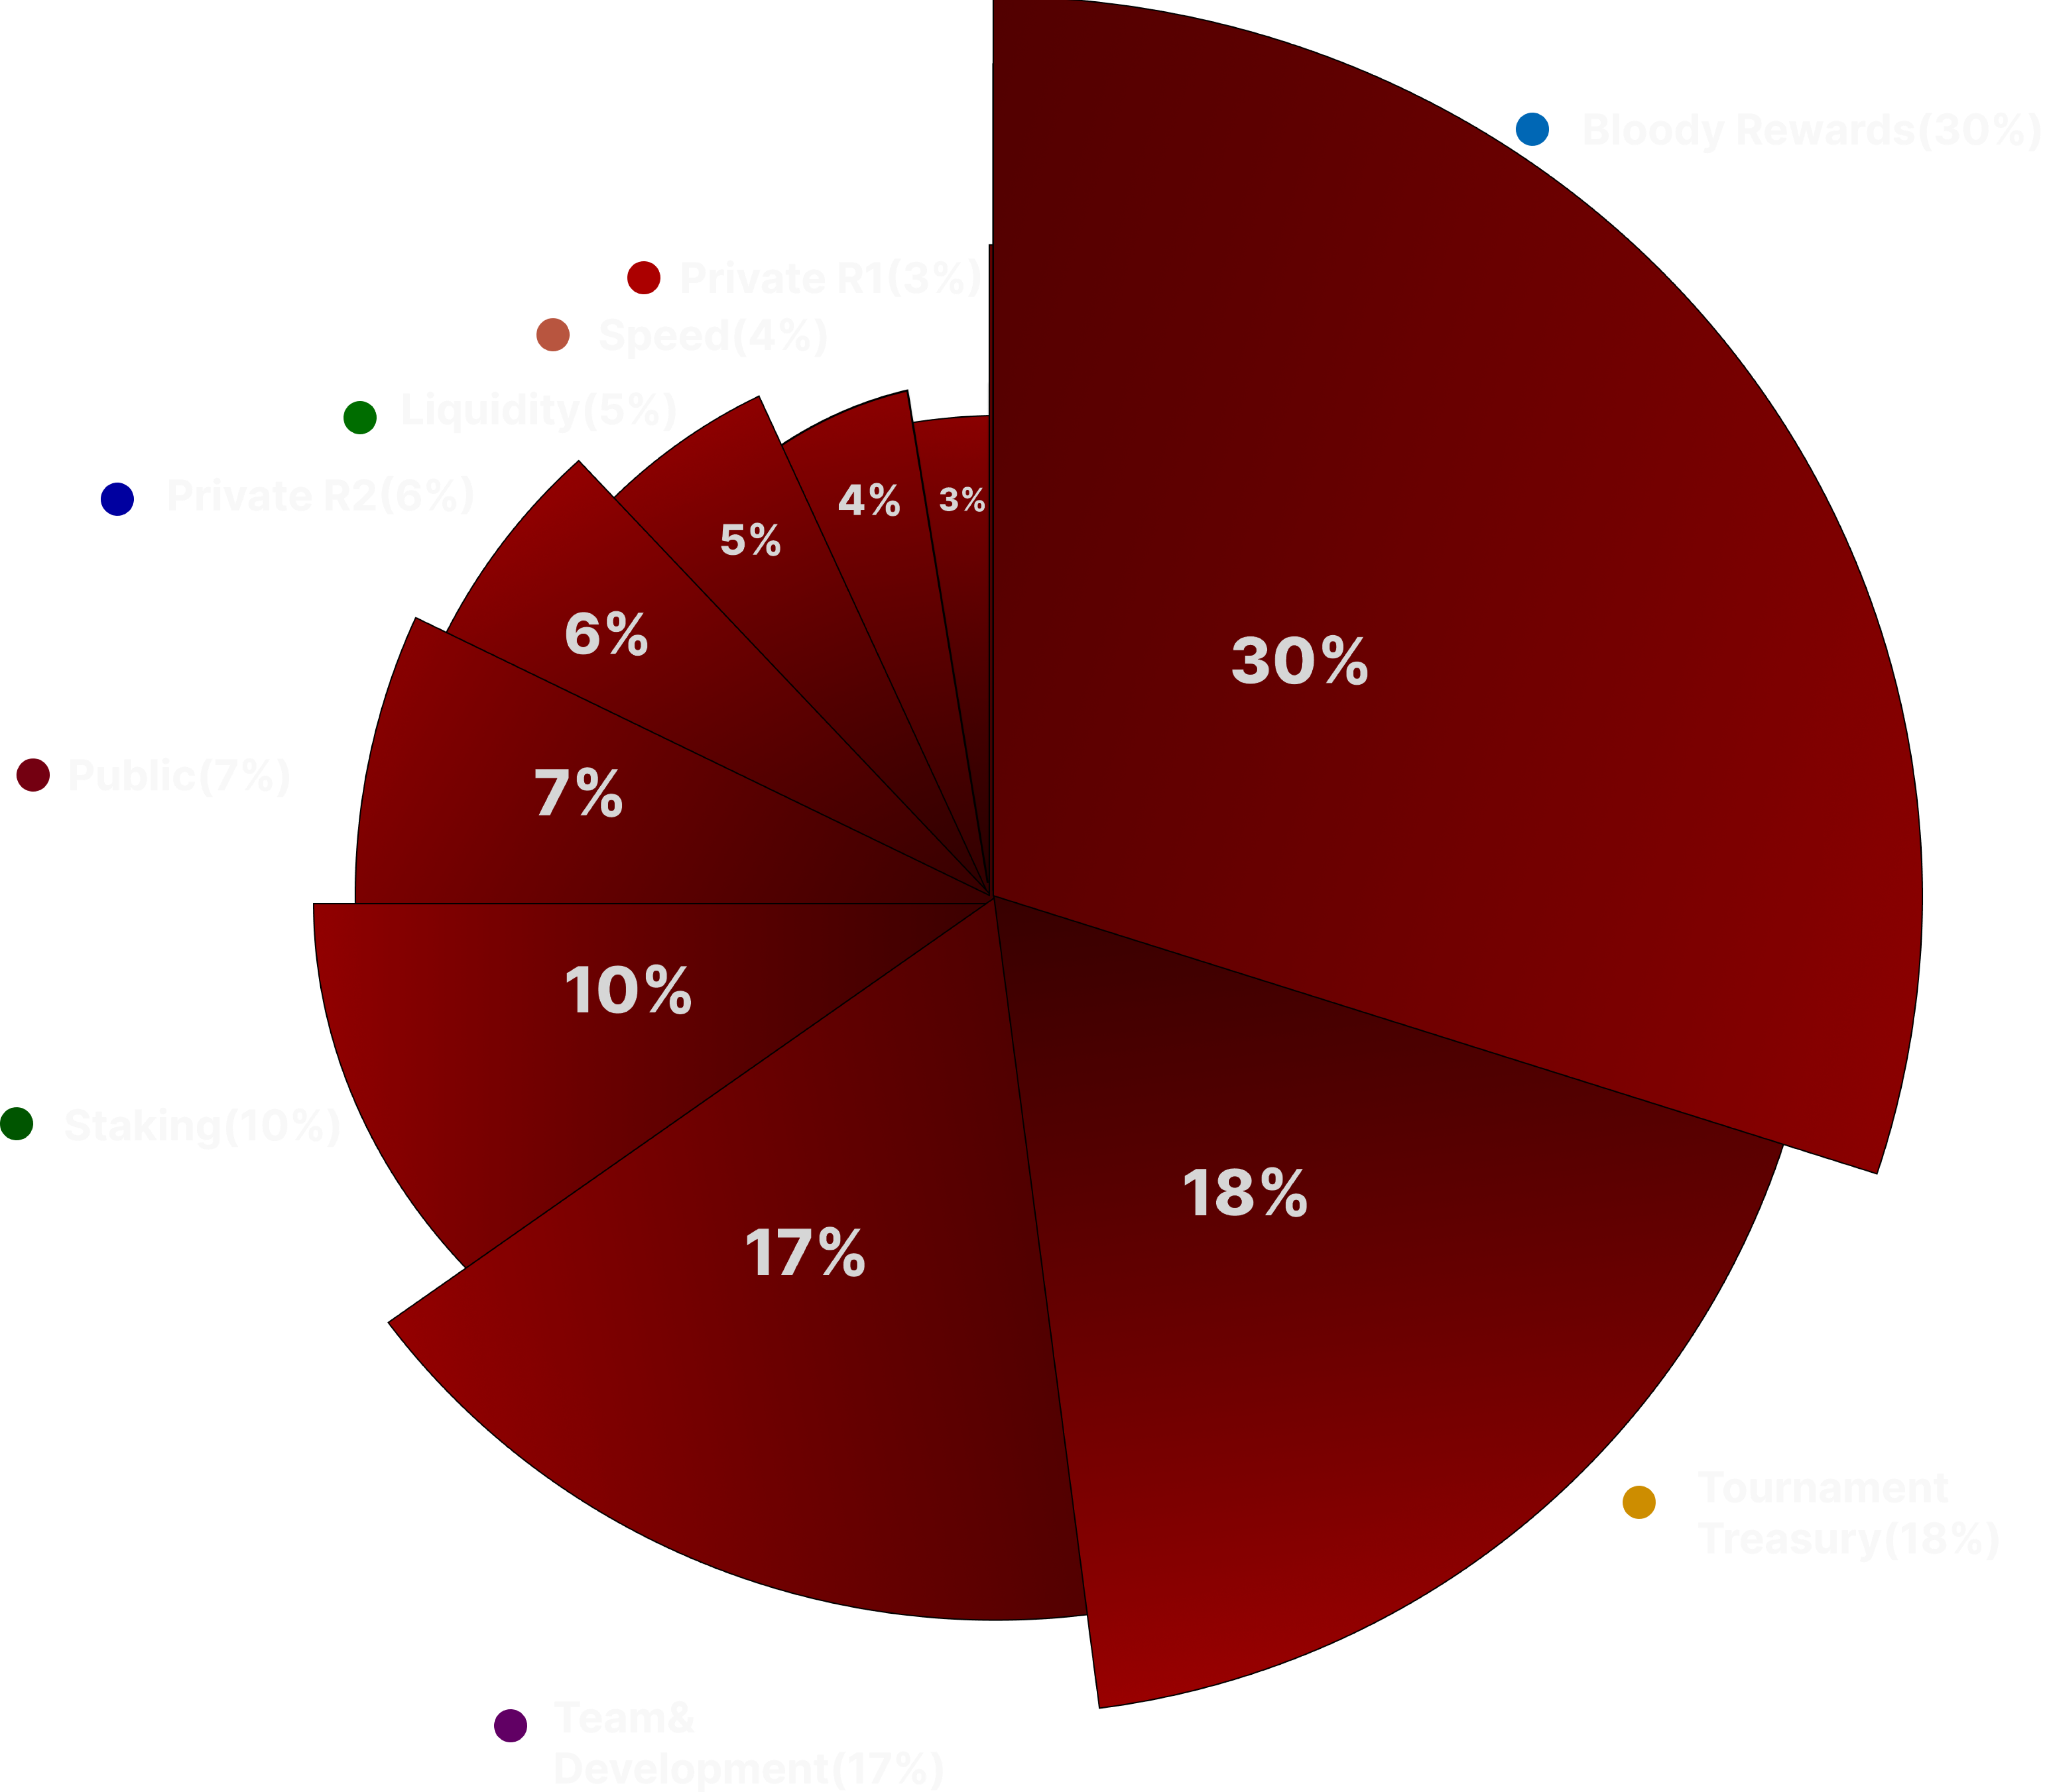 Bloody Rewards(30%)
Private R1(3%)
Speed(4%)
Liquidity(5%)
Private R2(6%)
4%
3%
5%
6%
30%
Public(7%)
7%
10%
Staking(10%)
18%
17%
Tournament
Treasury(18%)
Team&
Development(17%)